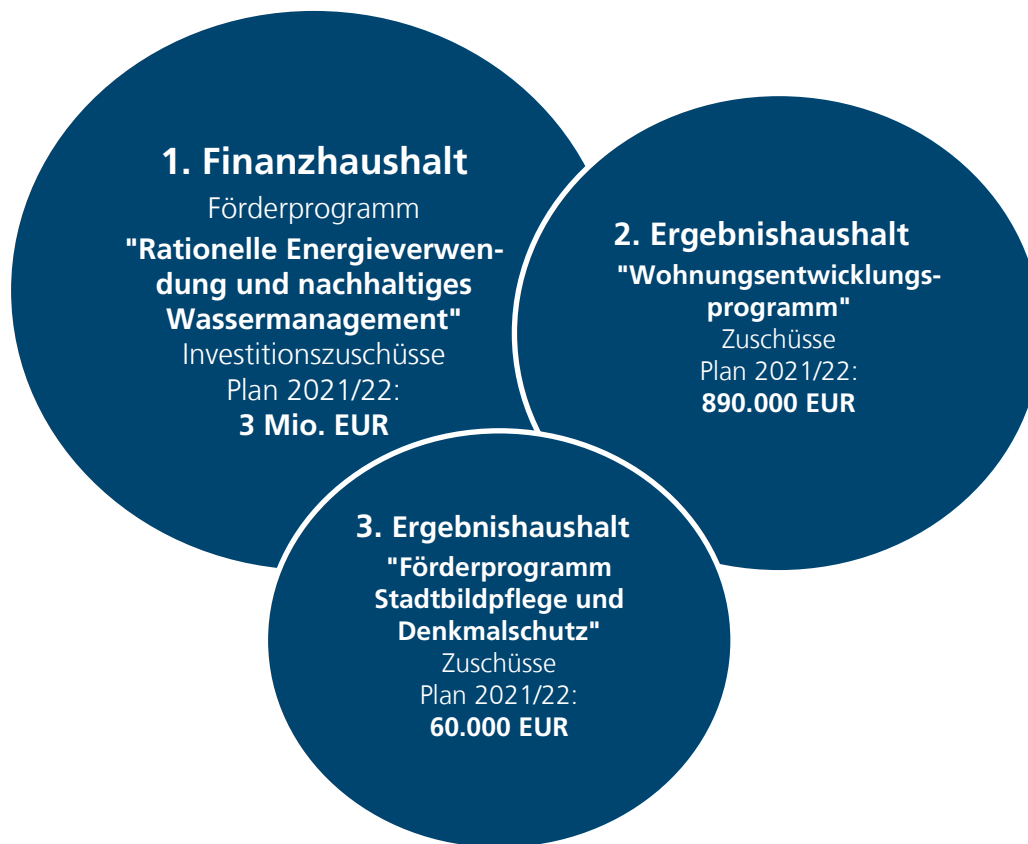 1. Finanzhaushalt
Förderprogramm
"Rationelle Energieverwen-
dung und nachhaltiges
Wassermanagement"
Investitionszuschüsse
Plan 2021/22:
3 Mio. EUR
2. Ergebnishaushalt
"Wohnungsentwicklungs-
programm"
Zuschüsse
Plan 2021/22:
890.000 EUR
3. Ergebnishaushalt
"Förderprogramm
Stadtbildpflege und
Denkmalschutz"
Zuschüsse
Plan 2021/22:
60.000 EUR